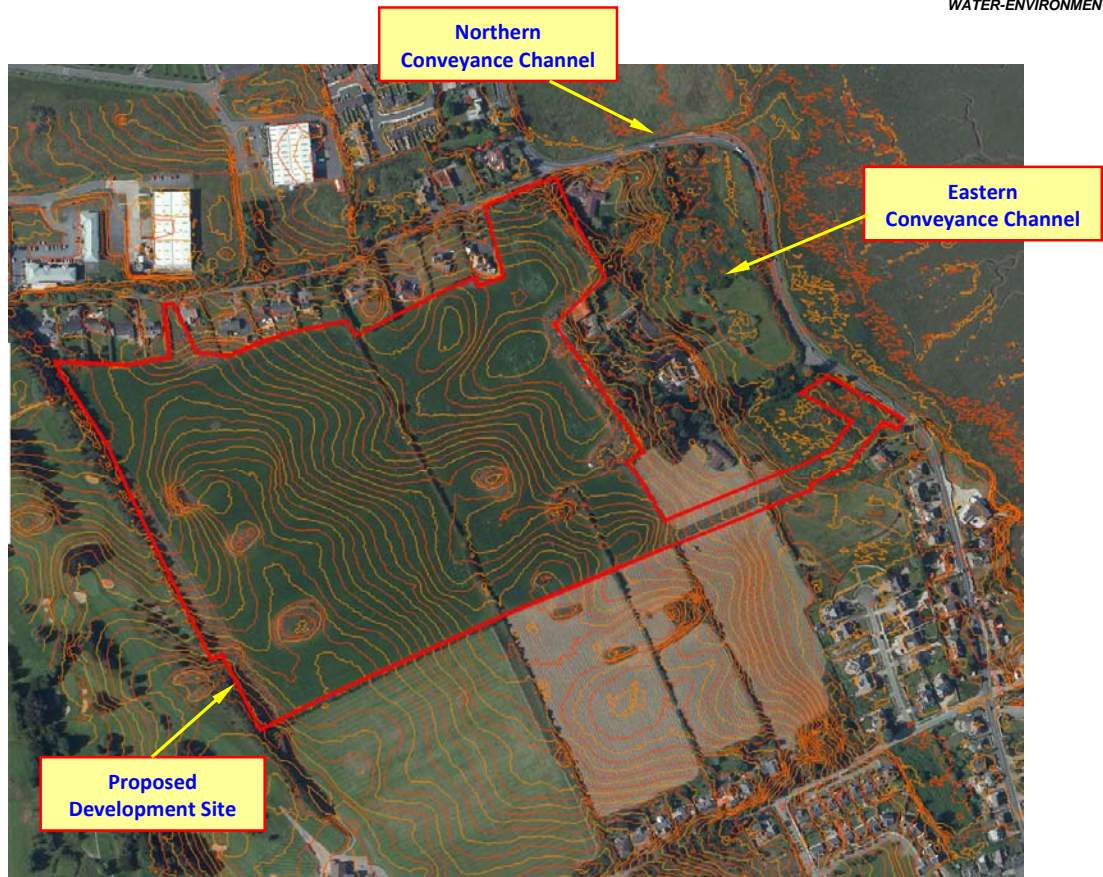 WATER-ENVIRONMEN
Northern
Conveyance Channel
Eastern
Conveyance Channel
Proposed
Development Site